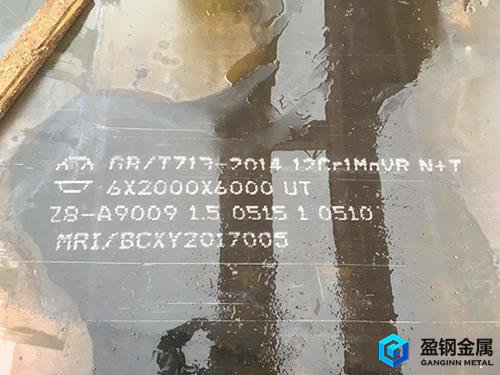 GB/T713-2014 12Cr1MoVR N+T
6X2000X6000 UT
Z8-A9009 1.5 0515 1 0510
MRI/BCXY2017005
盈钢金属
GANGINN METAL